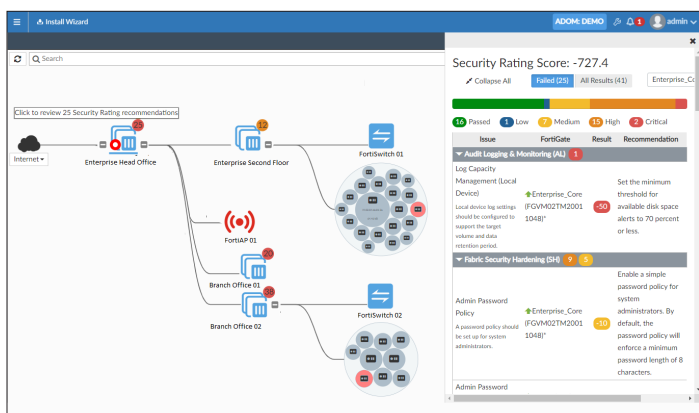 Install Wizard
ADOM: DEMO
1
admin
Search
Security Rating Score: -727.4
Collapse All
Failed (25)
All Results (41)
Enterprise_Co
16 Passed
1 Low
7 Medium
15 High
2 Critical
Issue
FortiGate
Result
Recommendation
Audit Logging & Monitoring (AL) 1
Log Capacity
Management (Local
Device)
Local device log settings
should be configured to
support the target
volume and data
retention period.
Enterprise_Core
(FGVM02TM2001
1048)*
-50
Set the minimum
threshold for
available disk space
alerts to 70 percent
or less.
Fabric Security Hardening (SH) 9 5
Admin Password
Policy
A password policy should
be set up for system
administrators.
Enterprise_Core
(FGVM02TM2001
1048)*
-10
Enable a simple
password policy for
system
administrators. By
default, the
password policy will
enforce a minimum
password length of 8
characters.
Admin Password
Click to review 25 Security Rating recommendations
25
12
Internet
Enterprise Head Office
Enterprise Second Floor
FortiSwitch 01
FortiAP 01
20
Branch Office 01
38
Branch Office 02
FortiSwitch 02